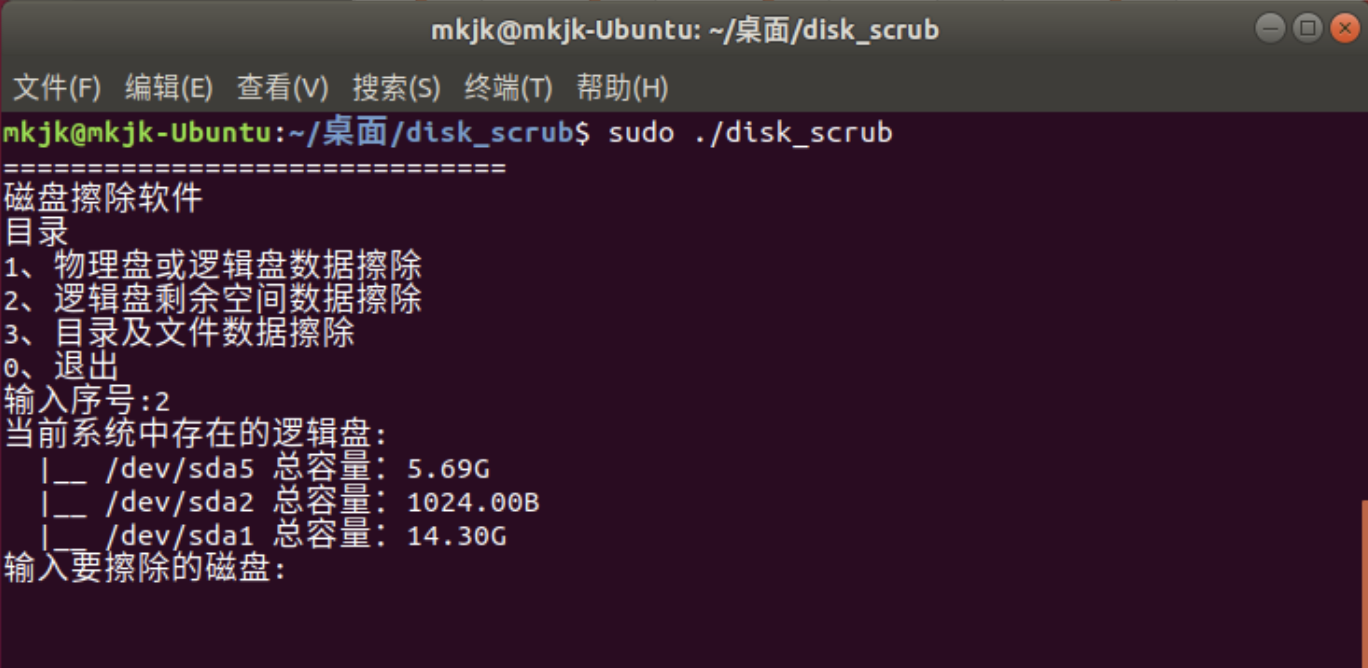 mkjk@mkjk-Ubuntu: ~/桌面/disk_scrub
文件(F) 编辑(E) 查看(V) 搜索(S) 终端(T) 帮助(H)
mkjk@mkjk-Ubuntu:~/桌面/disk_scrub$ sudo ./disk_scrub
==============================
磁盘擦除软件
目录
1、物理盘或逻辑盘数据擦除
2、逻辑盘剩余空间数据擦除
3、目录及文件数据擦除
0、退出
输入序号:2
当前系统中存在的逻辑盘:
  |__ /dev/sda5 总容量: 5.69G
  |__ /dev/sda2 总容量: 1024.00B
  |__ /dev/sda1 总容量: 14.30G
输入要擦除的磁盘: